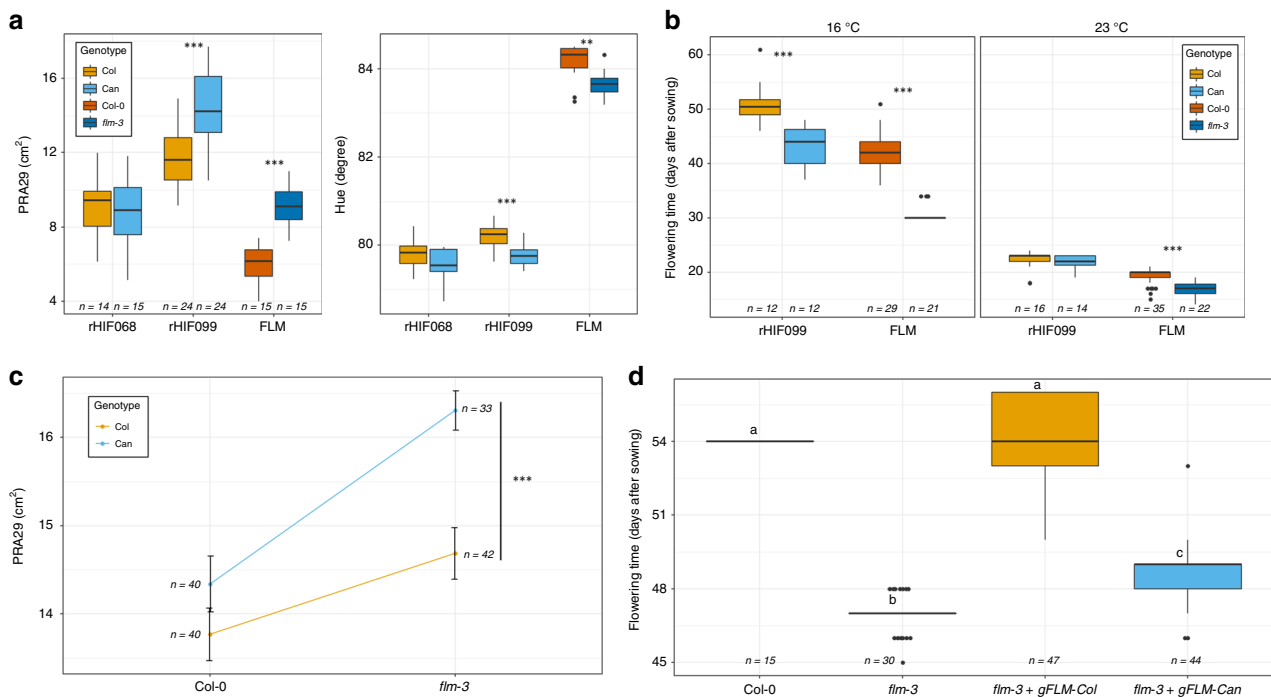 a
Genotype
Col
Can
Col-0
flm-3
PRA29 (cm2)
16
12
8
4
***
***
n = 14 n = 15
n = 24 n = 24
n = 15 n = 15
rHIF068 rHIF099 FLM
Hue (degree)
84
82
80
***
**
rHIF068 rHIF099 FLM
b
16 °C
23 °C
Flowering time (days after sowing)
60
50
40
30
20
***
***
***
Genotype
Col
Can
Col-0
flm-3
n = 12 n = 12 n = 29 n = 21
n = 16 n = 14 n = 35 n = 22
rHIF099 FLM
rHIF099 FLM
c
Genotype
Col
Can
PRA29 (cm2)
16
15
14
n = 33
***
n = 42
n = 40
n = 40
Col-0 flm-3
d
Flowering time (days after sowing)
54
51
48
45
a
b
a
c
n = 15 n = 30 n = 47 n = 44
Col-0 flm-3 flm-3 + gFLM-Col flm-3 + gFLM-Can